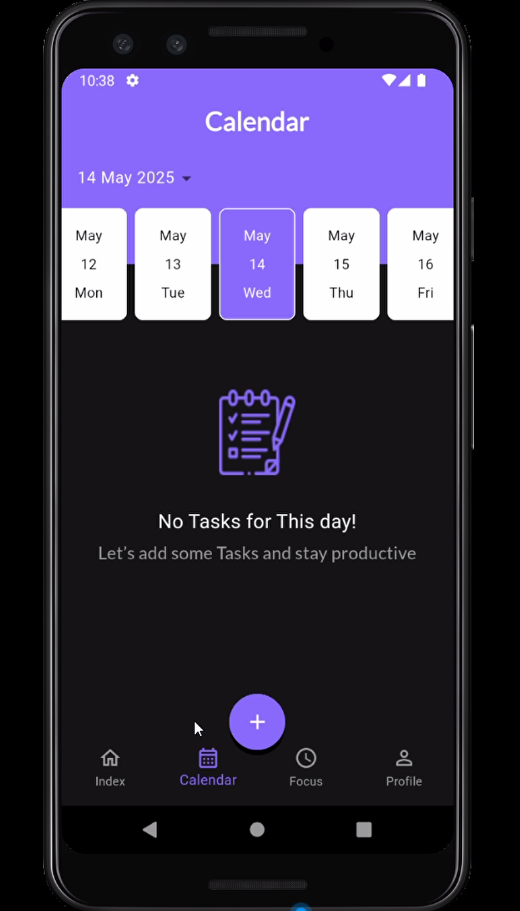 10:38
Calendar
14 May 2025
May May May May May
12 13 14 15 16
Mon Tue Wed Thu Fri
No Tasks for This day!
Let's add some Tasks and stay productive
+
Index Calendar Focus Profile